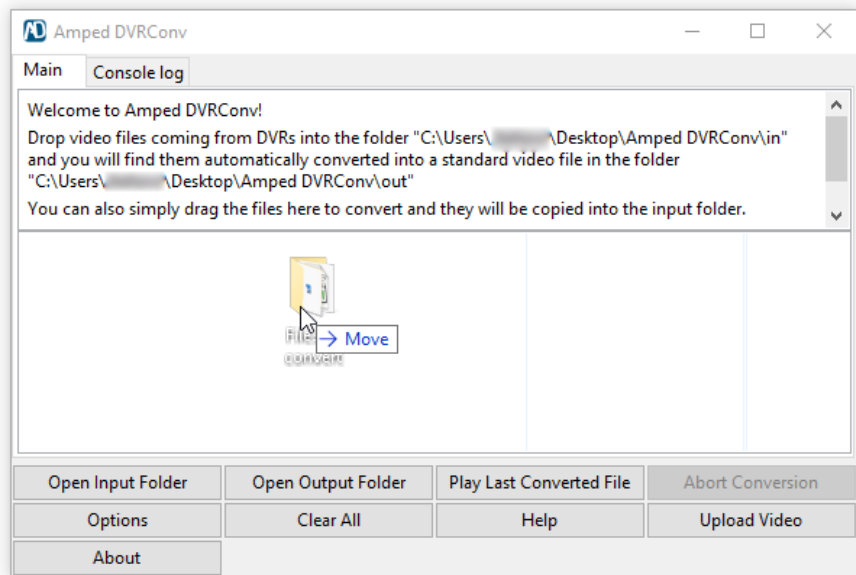 Amped DVRConv
Main
Console log
Welcome to Amped DVRConv!
Drop video files coming from DVRs into the folder "C:\Users\ \Desktop\Amped DVRConv\in"
and you will find them automatically converted into a standard video file in the folder
"C:\Users\ \Desktop\Amped DVRConv\out"
You can also simply drag the files here to convert and they will be copied into the input folder.
→ Move
convert
Open Input Folder
Open Output Folder
Play Last Converted File
Abort Conversion
Options
Clear All
Help
Upload Video
About